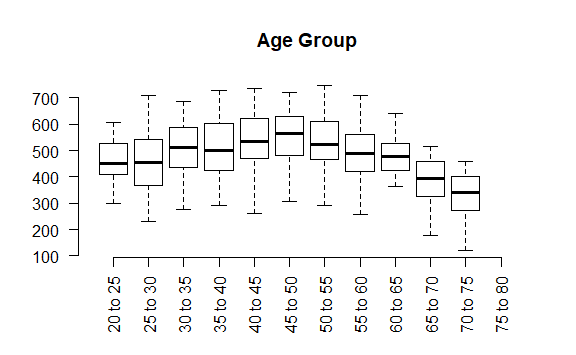 Age Group
700
600
500
400
300
200
100
20 to 25
25 to 30
30 to 35
35 to 40
40 to 45
45 to 50
50 to 55
55 to 60
60 to 65
65 to 70
70 to 75
75 to 80